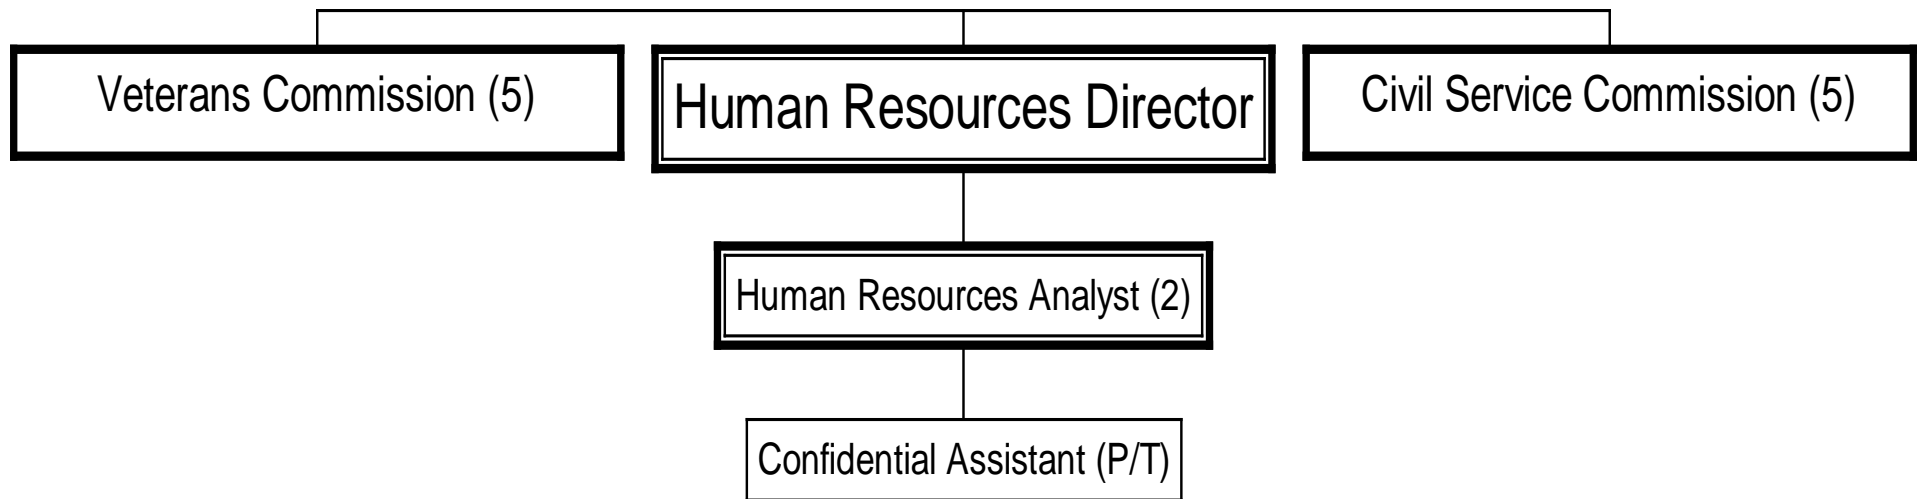 Veterans Commission (5)
Human Resources Director
Civil Service Commission (5)
Human Resources Analyst (2)
Confidential Assistant (P/T)